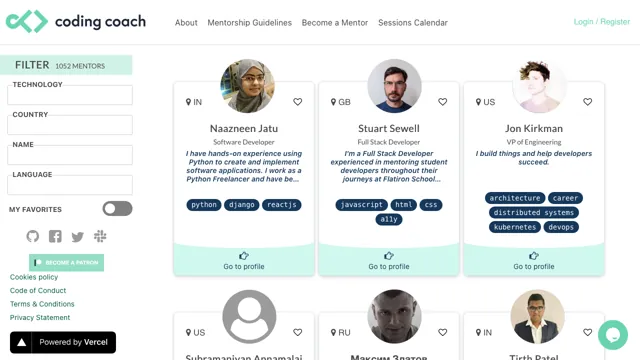 coding coach
About
Mentorship Guidelines
Become a Mentor
Sessions Calendar
Login / Register
FILTER 1052 MENTORS
TECHNOLOGY
COUNTRY
NAME
LANGUAGE
MY FAVORITES
BECOME A PATRON
Cookies policy
Code of Conduct
Terms & Conditions
Privacy Statement
Powered by Vercel
IN
Naazneen Jatu
Software Developer
I have hands-on experience using
Python to create and implement
software applications. I work as a
Python Freelancer and have be...
python django reactjs
Go to profile
GB
Stuart Sewell
Full Stack Developer
I'm a Full Stack Developer
experienced in mentoring student
developers throughout their
journeys at Flatiron School...
javascript html css
a11y
Go to profile
US
Jon Kirkman
VP of Engineering
I build things and help developers
succeed.
architecture career
distributed systems
kubernetes devops
Go to profile
US
Subramaniyan Annamalai
RU
Максим Златов
IN
Tirth Patel